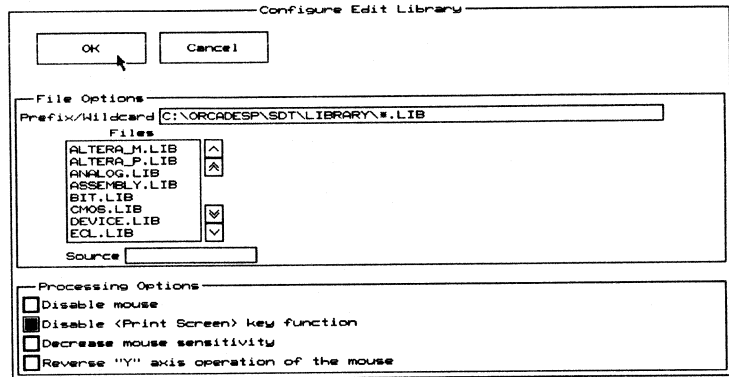 Configure Edit Library
OK
Cancel
File Options
Prefix/Wildcard C:\ORCADESP\SDT\LIBRARY\*.LIB
Files
ALTERA_M.LIB
ALTERA_P.LIB
ANALOG.LIB
ASSEMBLY.LIB
BIT.LIB
CMOS.LIB
DEVICE.LIB
ECL.LIB
Source
Processing Options
Disable mouse
Disable <Print Screen> key function
Decrease mouse sensitivity
Reverse "Y" axis operation of the mouse